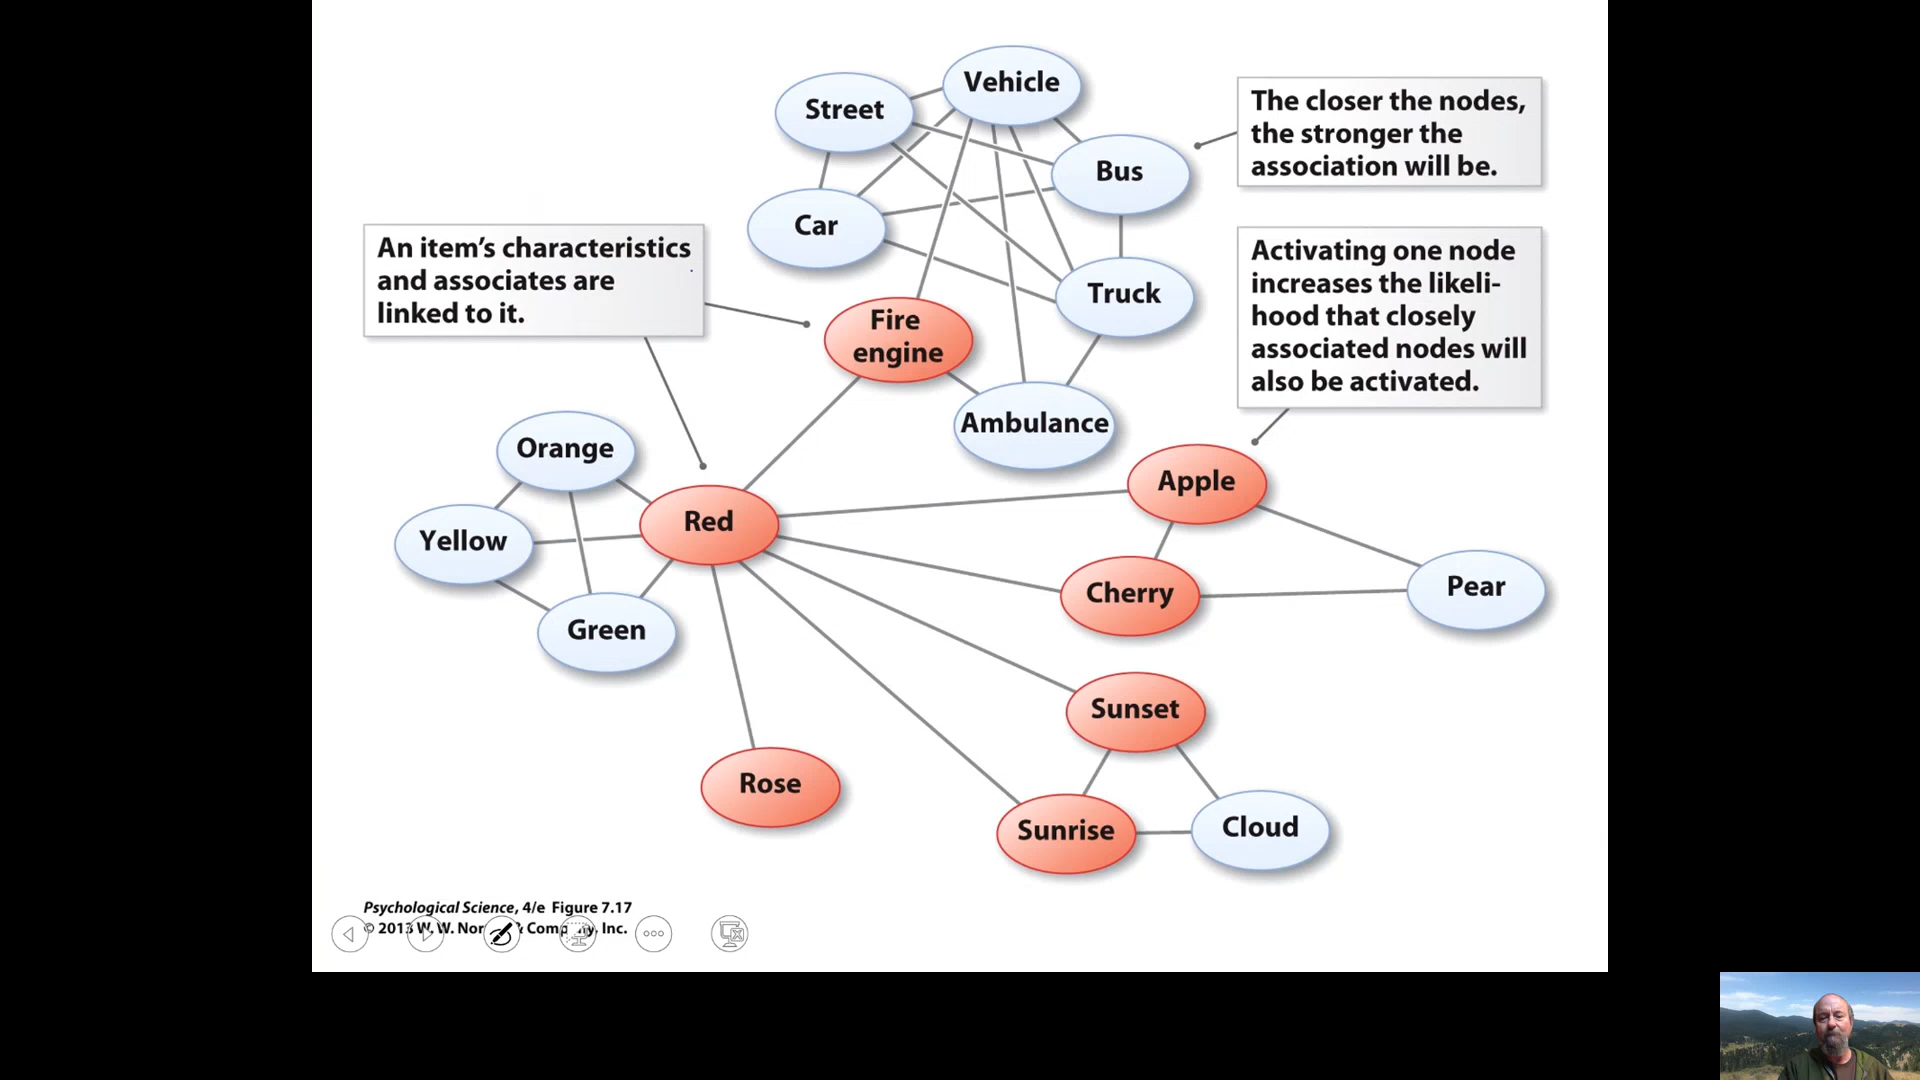 Vehicle
Street
The closer the nodes,
the stronger the
association will be.
Bus
Car
An item's characteristics
and associates are
linked to it.
Activating one node
increases the likeli-
hood that closely
associated nodes will
also be activated.
Truck
Fire
engine
Ambulance
Orange
Apple
Red
Yellow
Cherry
Pear
Green
Sunset
Rose
Sunrise
Cloud
Psychological Science, 4/e Figure 7.17
© 2013 W. W. Nor & Comp y, Inc.